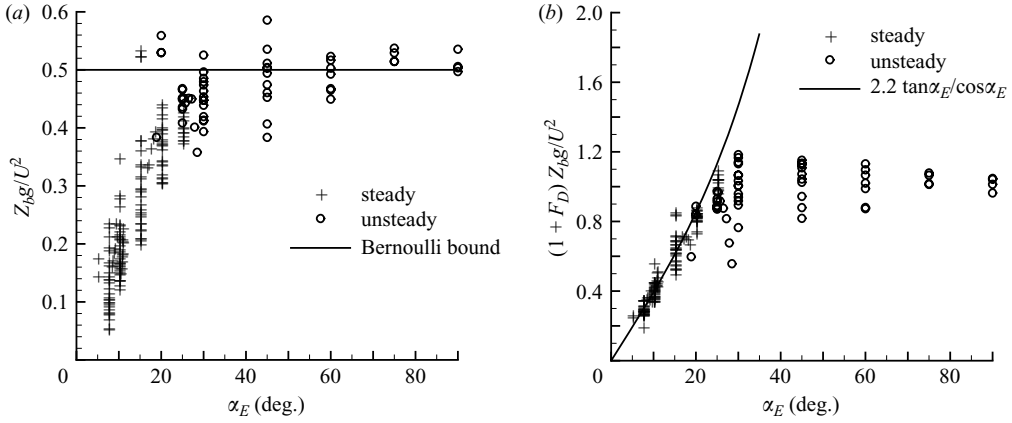 (a)
0.6
0.5
0.4
0.3
0.2
0.1
0
20
40
60
80
Z_b g/U^2
α_E (deg.)
steady
unsteady
Bernoulli bound
(b)
2.0
1.6
1.2
0.8
0.4
0
20
40
60
80
(1 + F_D) Z_b g/U^2
α_E (deg.)
steady
unsteady
2.2 tanα_E/cosα_E